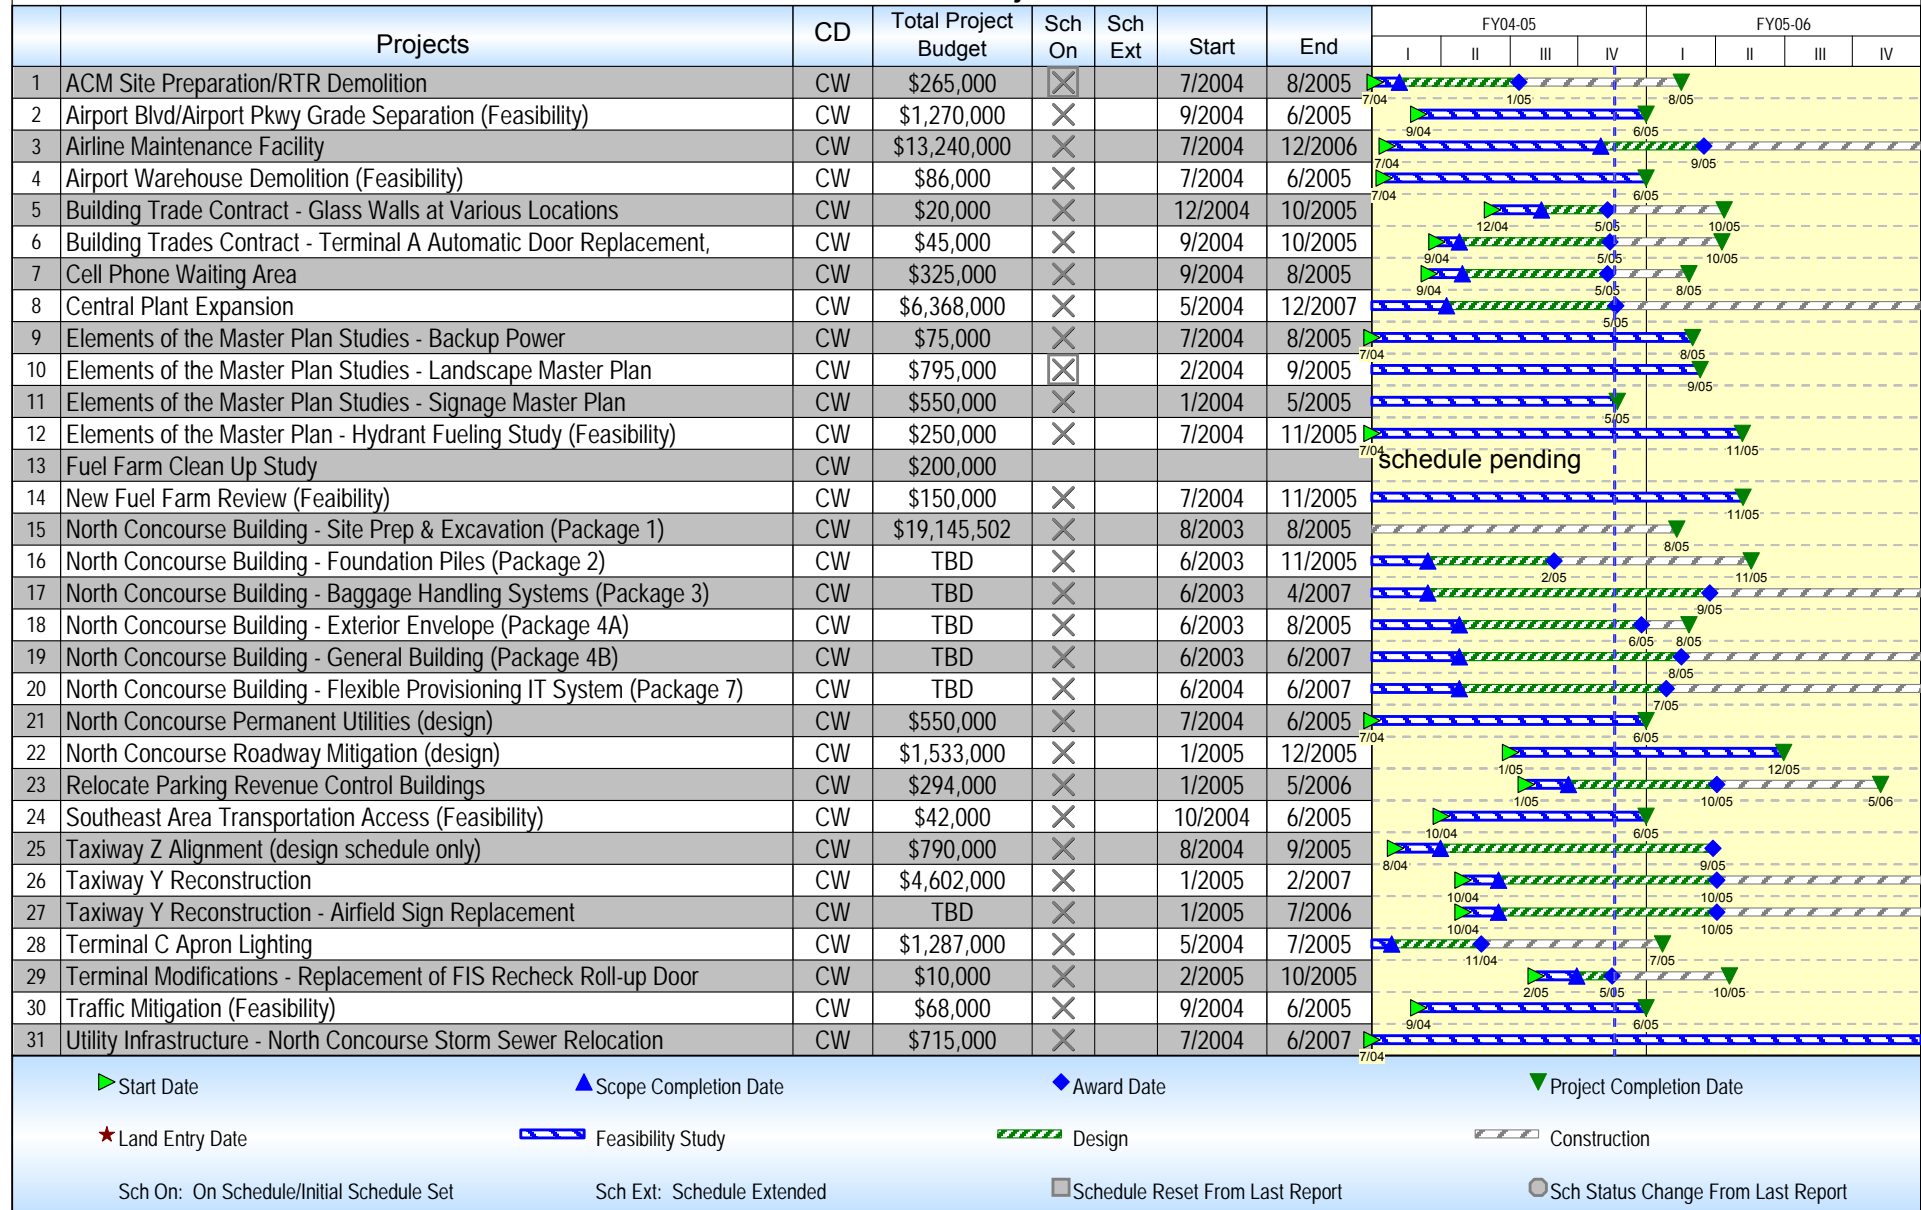 Projects CD Total Project Budget Sch On Sch Ext Start End FY04-05 FY05-06
I II III IV I II III IV
1 ACM Site Preparation/RTR Demolition CW $265,000 7/2004 8/2005 7/04 1/05 8/05
2 Airport Blvd/Airport Pkwy Grade Separation (Feasibility) CW $1,270,000 9/2004 6/2005 9/04 6/05
3 Airline Maintenance Facility CW $13,240,000 7/2004 12/2006 7/04 9/05
4 Airport Warehouse Demolition (Feasibility) CW $86,000 7/2004 6/2005 7/04 6/05
5 Building Trade Contract - Glass Walls at Various Locations CW $20,000 12/2004 10/2005 12/04 5/05 10/05
6 Building Trades Contract - Terminal A Automatic Door Replacement, CW $45,000 9/2004 10/2005 9/04 5/05 10/05
7 Cell Phone Waiting Area CW $325,000 9/2004 8/2005 9/04 5/05 8/05
8 Central Plant Expansion CW $6,368,000 5/2004 12/2007 5/05
9 Elements of the Master Plan Studies - Backup Power CW $75,000 7/2004 8/2005 7/04 8/05
10 Elements of the Master Plan Studies - Landscape Master Plan CW $795,000 2/2004 9/2005 9/05
11 Elements of the Master Plan Studies - Signage Master Plan CW $550,000 1/2004 5/2005 5/05
12 Elements of the Master Plan - Hydrant Fueling Study (Feasibility) CW $250,000 7/2004 11/2005 7/04 11/05
13 Fuel Farm Clean Up Study CW $200,000 schedule pending
14 New Fuel Farm Review (Feaibility) CW $150,000 7/2004 11/2005 11/05
15 North Concourse Building - Site Prep & Excavation (Package 1) CW $19,145,502 8/2003 8/2005 8/05
16 North Concourse Building - Foundation Piles (Package 2) CW TBD 6/2003 11/2005 2/05 11/05
17 North Concourse Building - Baggage Handling Systems (Package 3) CW TBD 6/2003 4/2007 9/05
18 North Concourse Building - Exterior Envelope (Package 4A) CW TBD 6/2003 8/2005 6/05 8/05
19 North Concourse Building - General Building (Package 4B) CW TBD 6/2003 6/2007 8/05
20 North Concourse Building - Flexible Provisioning IT System (Package 7) CW TBD 6/2004 6/2007 7/05
21 North Concourse Permanent Utilities (design) CW $550,000 7/2004 6/2005 7/04 6/05
22 North Concourse Roadway Mitigation (design) CW $1,533,000 1/2005 12/2005 1/05 12/05
23 Relocate Parking Revenue Control Buildings CW $294,000 1/2005 5/2006 1/05 10/05 5/06
24 Southeast Area Transportation Access (Feasibility) CW $42,000 10/2004 6/2005 10/04 6/05
25 Taxiway Z Alignment (design schedule only) CW $790,000 8/2004 9/2005 8/04 9/05
26 Taxiway Y Reconstruction CW $4,602,000 1/2005 2/2007 10/04 10/05
27 Taxiway Y Reconstruction - Airfield Sign Replacement CW TBD 1/2005 7/2006 10/04 10/05
28 Terminal C Apron Lighting CW $1,287,000 5/2004 7/2005 11/04 7/05
29 Terminal Modifications - Replacement of FIS Recheck Roll-up Door CW $10,000 2/2005 10/2005 2/05 5/05 10/05
30 Traffic Mitigation (Feasibility) CW $68,000 9/2004 6/2005 9/04 6/05
31 Utility Infrastructure - North Concourse Storm Sewer Relocation CW $715,000 7/2004 6/2007 7/04
Start Date Scope Completion Date Award Date Project Completion Date
Land Entry Date Feasibility Study Design Construction
Sch On: On Schedule/Initial Schedule Set Sch Ext: Schedule Extended Schedule Reset From Last Report Sch Status Change From Last Report